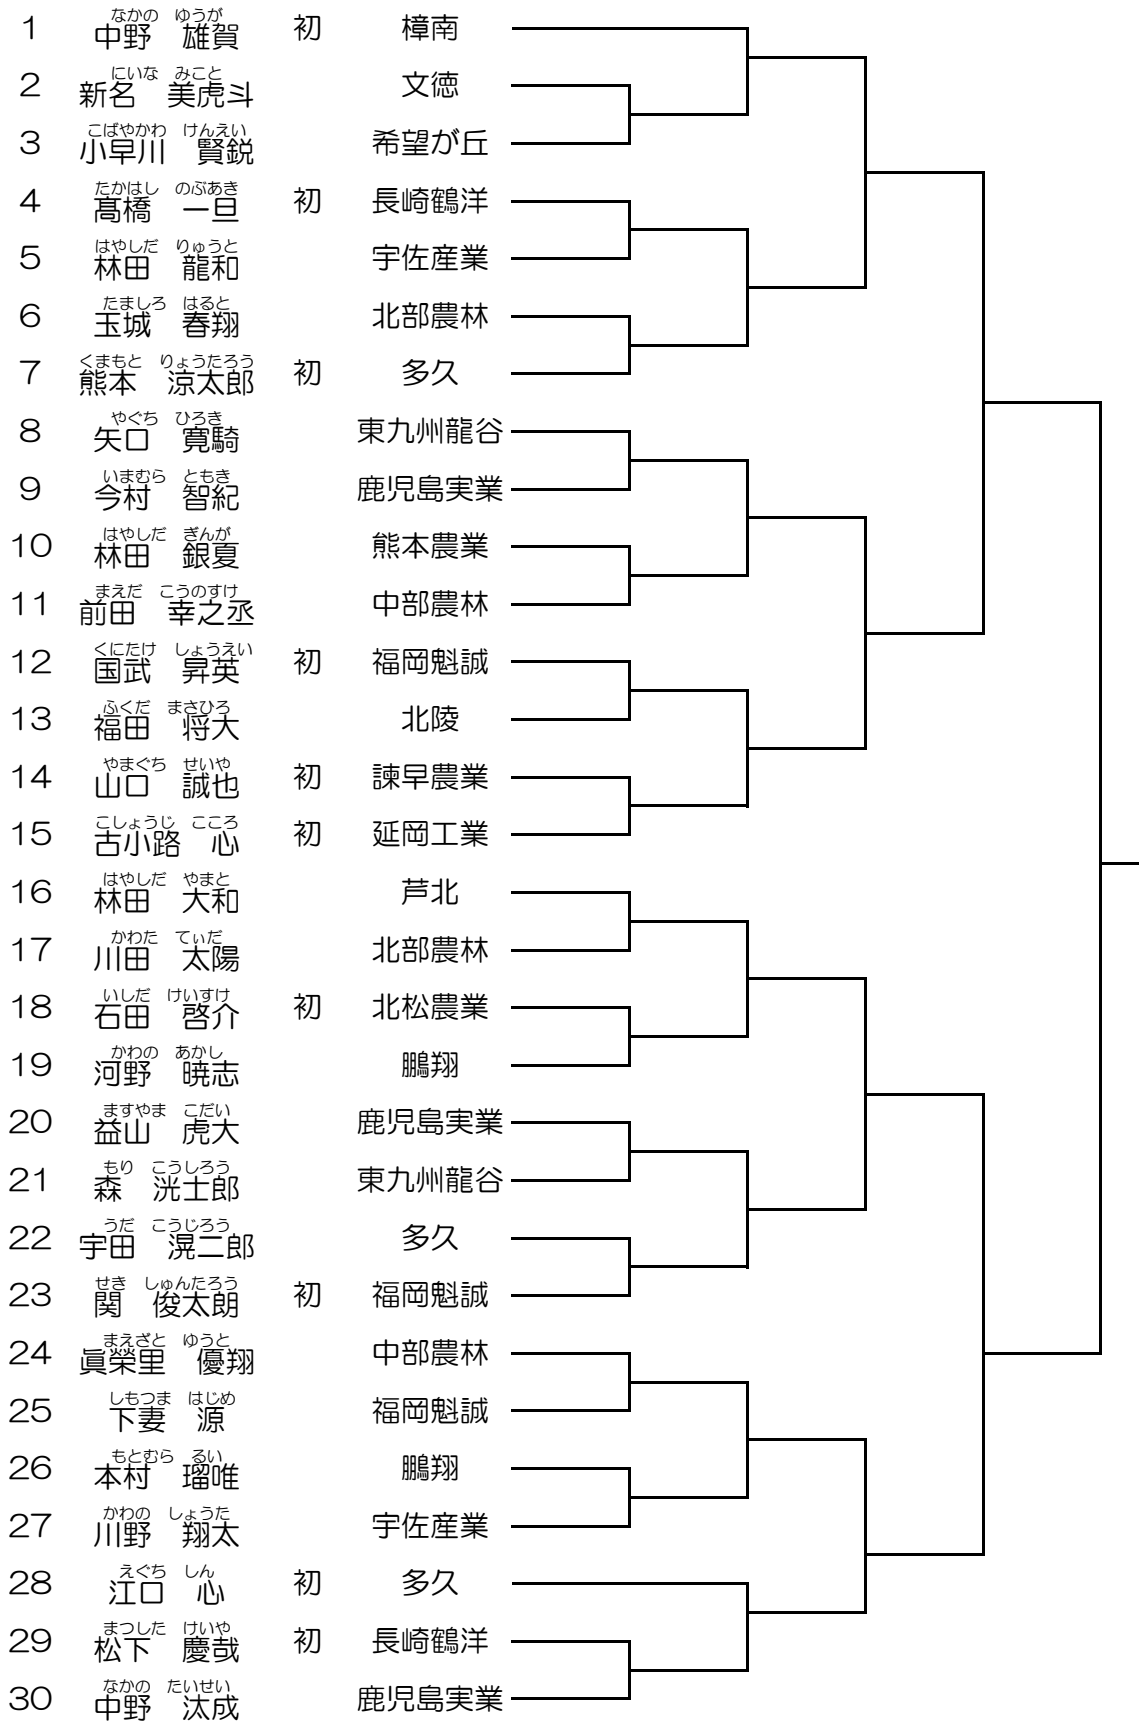 なかの ゆうが
1 中野 雄賀 初 樟南
にいな みこと
2 新名 美虎斗 文徳
こばやかわ けんえい
3 小早川 賢鋭 希望が丘
たかはし のぶあき
4 髙橋 一旦 初 長崎鶴洋
はやしだ りゅうと
5 林田 龍和 宇佐産業
たましろ はると
6 玉城 春翔 北部農林
くまもと りょうたろう
7 熊本 涼太郎 初 多久
やぐち ひろき
8 矢口 寛騎 東九州龍谷
いまむら ともき
9 今村 智紀 鹿児島実業
はやしだ ぎんが
10 林田 銀夏 熊本農業
まえだ こうのすけ
11 前田 幸之丞 中部農林
くにたけ しょうえい
12 国武 昇英 初 福岡魁誠
ふくだ まさひろ
13 福田 将大 北陵
やまぐち せいや
14 山口 誠也 初 諫早農業
こしょうじ こころ
15 古小路 心 初 延岡工業
はやしだ やまと
16 林田 大和 芦北
かわた てぃだ
17 川田 太陽 北部農林
いしだ けいすけ
18 石田 啓介 初 北松農業
かわの あかし
19 河野 暁志 鵬翔
ますやま こだい
20 益山 虎大 鹿児島実業
もり こうしろう
21 森 洸士郎 東九州龍谷
うだ こうじろう
22 宇田 滉二郎 多久
せき しゅんたろう
23 関 俊太朗 初 福岡魁誠
まえざと ゆうと
24 眞榮里 優翔 中部農林
しもつま はじめ
25 下妻 源 福岡魁誠
もとむら るい
26 本村 瑠唯 鵬翔
かわの しょうた
27 川野 翔太 宇佐産業
えぐち しん
28 江口 心 初 多久
まつした けいや
29 松下 慶哉 初 長崎鶴洋
なかの たいせい
30 中野 汰成 鹿児島実業